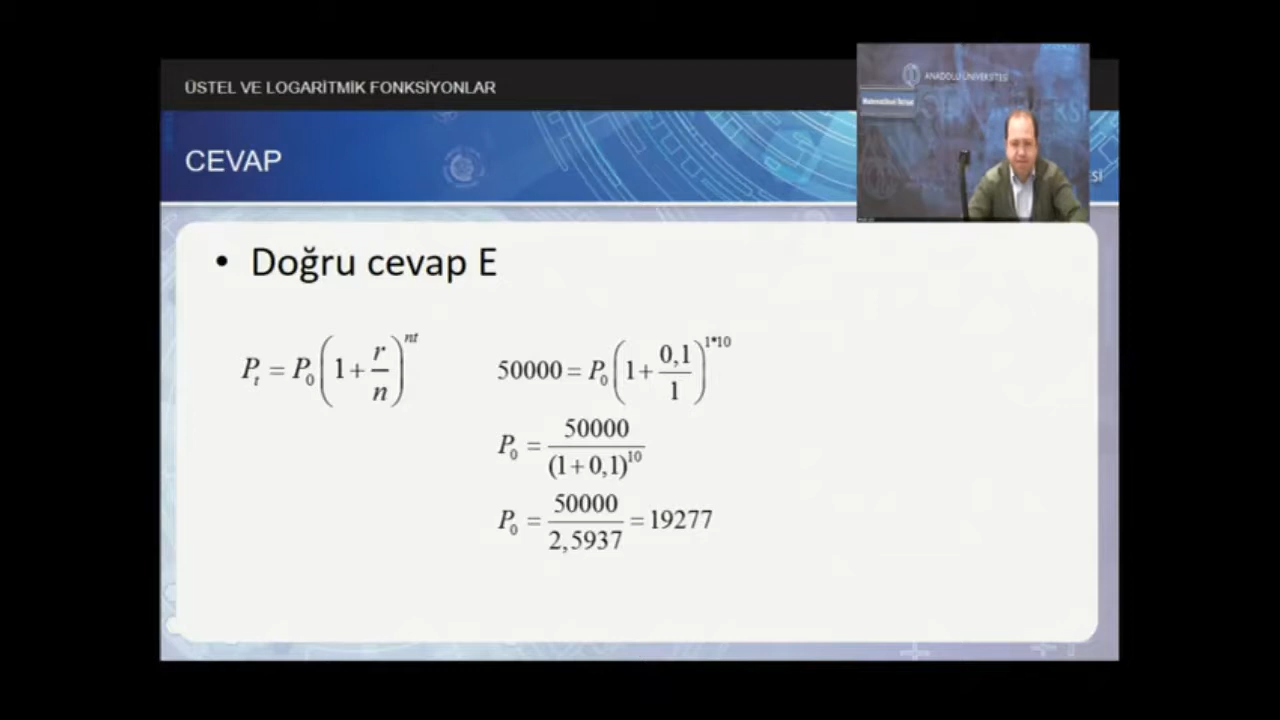 ÜSTEL VE LOGARİTMİK FONKSİYONLAR
ANADOLU ÜNİVERSİTESİ
CEVAP
• Doğru cevap E
P_t = P_0 (1 + r/n)^{nt}
50000 = P_0 (1 + 0,1/1)^{1*10}
P_0 = 50000/(1+0,1)^{10}
P_0 = 50000/2,5937 = 19277